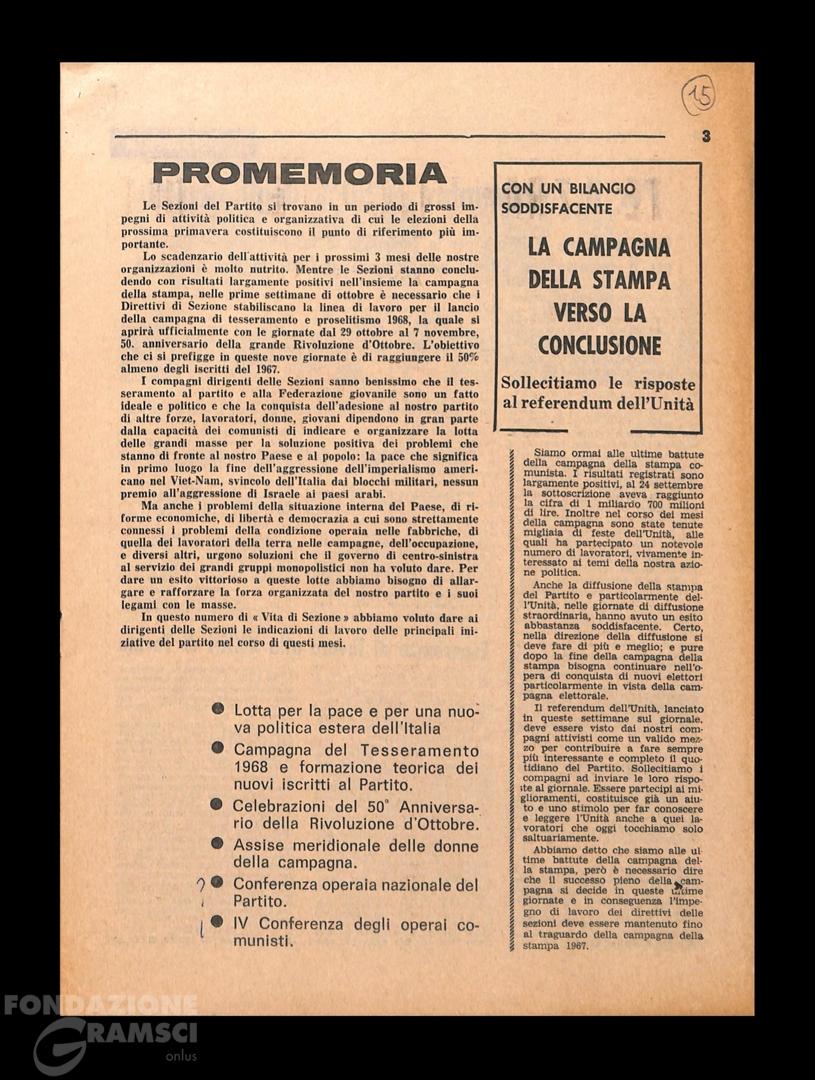 15
3
PROMEMORIA
Le Sezioni del Partito si trovano in un periodo di grossi im-
pegni di attività politica e organizzativa di cui le elezioni della
prossima primavera costituiscono il punto di riferimento più im-
portante.
Lo scadenzario dell'attività per i prossimi 3 mesi delle nostre
organizzazioni è molto nutrito. Mentre le Sezioni stanno conclu-
dendo con risultati largamente positivi nell'insieme la campagna
della stampa, nelle prime settimane di ottobre è necessario che i
Direttivi di Sezione stabiliscano la linea di lavoro per il lancio
della campagna di tesseramento e proselitismo 1968, la quale si
aprirà ufficialmente con le giornate dal 29 ottobre al 7 novembre,
50. anniversario della grande Rivoluzione d'Ottobre. L'obiettivo
che ci si prefigge in queste nove giornate è di raggiungere il 50%
almeno degli iscritti del 1967.
I compagni dirigenti delle Sezioni sanno benissimo che il tes-
seramento al partito e alla Federazione giovanile sono un fatto
ideale e politico e che la conquista dell'adesione al nostro partito
di altre forze, lavoratori, donne, giovani dipendono in gran parte
dalla capacità dei comunisti di indicare e organizzare la lotta
delle grandi masse per la soluzione positiva dei problemi che
stanno di fronte al nostro Paese e al popolo: la pace che significa
in primo luogo la fine dell'aggressione dell'imperialismo ameri-
cano nel Viet-Nam, svincolo dell'Italia dai blocchi militari, nessun
premio all'aggressione di Israele ai paesi arabi.
Ma anche i problemi della situazione interna del Paese, di ri-
forme economiche, di libertà e democrazia a cui sono strettamente
connessi i problemi della condizione operaia nelle fabbriche, di
quella dei lavoratori della terra nelle campagne, dell'occupazione,
e diversi altri, urgono soluzioni che il governo di centro-sinistra
al servizio dei grandi gruppi monopolistici non ha voluto dare. Per
dare un esito vittorioso a queste lotte abbiamo bisogno di allar-
gare e rafforzare la forza organizzata del nostro partito e i suoi
legami con le masse.
In questo numero di « Vita di Sezione » abbiamo voluto dare ai
dirigenti delle Sezioni le indicazioni di lavoro delle principali ini-
ziative del partito nel corso di questi mesi.
● Lotta per la pace e per una nuo-
va politica estera dell'Italia
● Campagna del Tesseramento
1968 e formazione teorica dei
nuovi iscritti al Partito.
● Celebrazioni del 50° Anniversa-
rio della Rivoluzione d'Ottobre.
● Assise meridionale delle donne
della campagna.
? ● Conferenza operaia nazionale del
Partito.
● IV Conferenza degli operai co-
munisti.
CON UN BILANCIO
SODDISFACENTE
LA CAMPAGNA
DELLA STAMPA
VERSO LA
CONCLUSIONE
Sollecitiamo le risposte
al referendum dell'Unità
Siamo ormai alle ultime battute
della campagna della stampa co-
munista. I risultati registrati sono
largamente positivi, al 24 settembre
la sottoscrizione aveva raggiunto
la cifra di 1 miliardo 700 milioni
di lire. Inoltre nel corso dei mesi
della campagna sono state tenute
migliaia di feste dell'Unità, alle
quali ha partecipato un notevole
numero di lavoratori, vivamente in-
teressato ai temi della nostra azio-
ne politica.
Anche la diffusione della stampa
del Partito e particolarmente del-
l'Unità, nelle giornate di diffusione
straordinaria, hanno avuto un esito
abbastanza soddisfacente. Certo,
nella direzione della diffusione si
deve fare di più e meglio; e pure
dopo la fine della campagna della
stampa bisogna continuare nell'o-
pera di conquista di nuovi elettori
particolarmente in vista della cam-
pagna elettorale.
Il referendum dell'Unità, lanciato
in queste settimane sul giornale,
deve essere visto dai nostri com-
pagni attivisti come un valido mez-
zo per contribuire a fare sempre
più interessante e completo il quo-
tidiano del Partito. Sollecitiamo i
compagni ad inviare le loro rispo-
ste al giornale. Essere partecipi ai mi-
glioramenti, costituisce già un aiu-
to e uno stimolo per far conoscere
e leggere l'Unità anche a quei la-
voratori che oggi tocchiamo solo
saltuariamente.
Abbiamo detto che siamo alle ul-
time battute della campagna del-
la stampa, però è necessario dire
che il successo pieno della cam-
pagna si decide in queste ultime
giornate e in conseguenza l'impe-
gno di lavoro dei direttivi delle
sezioni deve essere mantenuto fino
al traguardo della campagna della
stampa 1967.
FONDAZIONE
GRAMSCI
onlus